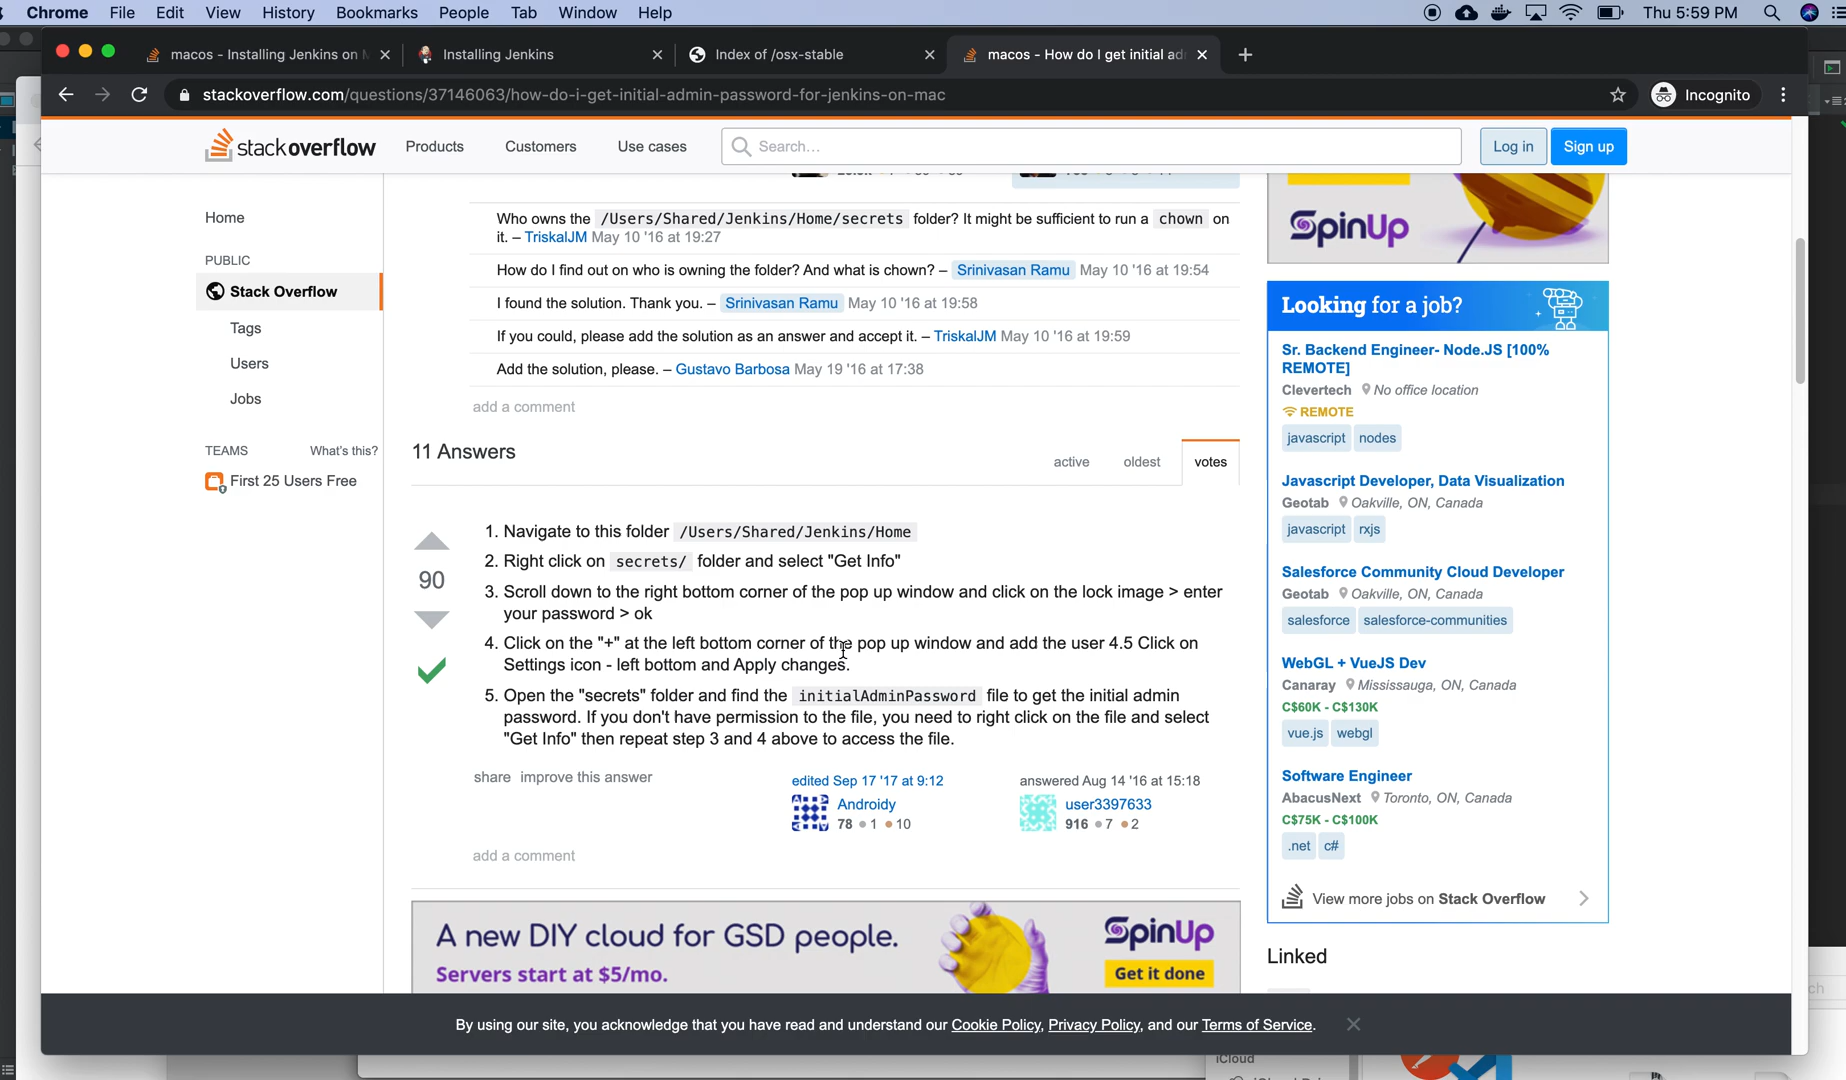 Chrome File Edit View History Bookmarks People Tab Window Help Thu 5:59 PM
macos - Installing Jenkins on Installing Jenkins Index of /osx-stable macos - How do I get initial ad
stackoverflow.com/questions/37146063/how-do-i-get-initial-admin-password-for-jenkins-on-mac Incognito
stackoverflow Products Customers Use cases Search... Log in Sign up
Home
PUBLIC
Stack Overflow
Tags
Users
Jobs
TEAMS What's this?
First 25 Users Free
Who owns the /Users/Shared/Jenkins/Home/secrets folder? It might be sufficient to run a chown on
it. – TriskalJM May 10 '16 at 19:27
How do I find out on who is owning the folder? And what is chown? – Srinivasan Ramu May 10 '16 at 19:54
I found the solution. Thank you. – Srinivasan Ramu May 10 '16 at 19:58
If you could, please add the solution as an answer and accept it. – TriskalJM May 10 '16 at 19:59
Add the solution, please. – Gustavo Barbosa May 19 '16 at 17:38
add a comment
11 Answers
active oldest votes
90
1. Navigate to this folder /Users/Shared/Jenkins/Home
2. Right click on secrets/ folder and select "Get Info"
3. Scroll down to the right bottom corner of the pop up window and click on the lock image > enter
your password > ok
4. Click on the "+" at the left bottom corner of the pop up window and add the user 4.5 Click on
Settings icon - left bottom and Apply changes.
5. Open the "secrets" folder and find the initialAdminPassword file to get the initial admin
password. If you don't have permission to the file, you need to right click on the file and select
"Get Info" then repeat step 3 and 4 above to access the file.
share improve this answer
edited Sep 17 '17 at 9:12
Androidy
78 1 10
answered Aug 14 '16 at 15:18
user3397633
916 7 2
add a comment
A new DIY cloud for GSD people.
Servers start at $5/mo.
SpinUp
Get it done
SpinUp
Looking for a job?
Sr. Backend Engineer- Node.JS [100%
REMOTE]
Clevertech No office location
REMOTE
javascript nodes
Javascript Developer, Data Visualization
Geotab Oakville, ON, Canada
javascript rxjs
Salesforce Community Cloud Developer
Geotab Oakville, ON, Canada
salesforce salesforce-communities
WebGL + VueJS Dev
Canaray Mississauga, ON, Canada
C$60K - C$130K
vue.js webgl
Software Engineer
AbacusNext Toronto, ON, Canada
C$75K - C$100K
.net c#
View more jobs on Stack Overflow
Linked
By using our site, you acknowledge that you have read and understand our Cookie Policy, Privacy Policy, and our Terms of Service.
iCloud